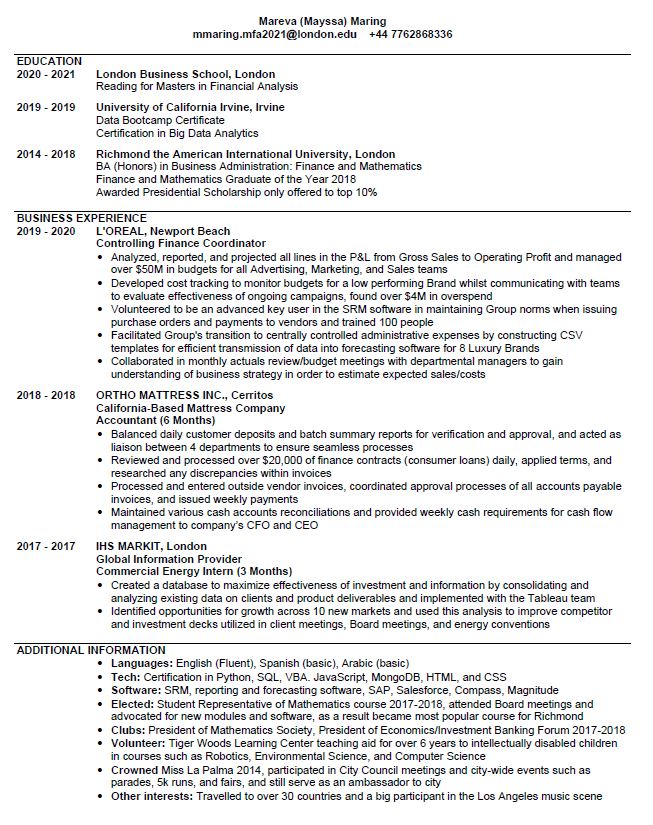 Mareva (Mayssa) Maring
mmaring.mfa2021@london.edu +44 7762868336
EDUCATION
2020 - 2021 London Business School, London
Reading for Masters in Financial Analysis
2019 - 2019 University of California Irvine, Irvine
Data Bootcamp Certificate
Certification in Big Data Analytics
2014 - 2018 Richmond the American International University, London
BA (Honors) in Business Administration: Finance and Mathematics
Finance and Mathematics Graduate of the Year 2018
Awarded Presidential Scholarship only offered to top 10%
BUSINESS EXPERIENCE
2019 - 2020 L'OREAL, Newport Beach
Controlling Finance Coordinator
• Analyzed, reported, and projected all lines in the P&L from Gross Sales to Operating Profit and managed
over $50M in budgets for all Advertising, Marketing, and Sales teams
• Developed cost tracking to monitor budgets for a low performing Brand whilst communicating with teams
to evaluate effectiveness of ongoing campaigns, found over $4M in overspend
• Volunteered to be an advanced key user in the SRM software in maintaining Group norms when issuing
purchase orders and payments to vendors and trained 100 people
• Facilitated Group's transition to centrally controlled administrative expenses by constructing CSV
templates for efficient transmission of data into forecasting software for 8 Luxury Brands
• Collaborated in monthly actuals review/budget meetings with departmental managers to gain
understanding of business strategy in order to estimate expected sales/costs
2018 - 2018 ORTHO MATTRESS INC., Cerritos
California-Based Mattress Company
Accountant (6 Months)
• Balanced daily customer deposits and batch summary reports for verification and approval, and acted as
liaison between 4 departments to ensure seamless processes
• Reviewed and processed over $20,000 of finance contracts (consumer loans) daily, applied terms, and
researched any discrepancies within invoices
• Processed and entered outside vendor invoices, coordinated approval processes of all accounts payable
invoices, and issued weekly payments
• Maintained various cash accounts reconciliations and provided weekly cash requirements for cash flow
management to company's CFO and CEO
2017 - 2017 IHS MARKIT, London
Global Information Provider
Commercial Energy Intern (3 Months)
• Created a database to maximize effectiveness of investment and information by consolidating and
analyzing existing data on clients and product deliverables and implemented with the Tableau team
• Identified opportunities for growth across 10 new markets and used this analysis to improve competitor
and investment decks utilized in client meetings, Board meetings, and energy conventions
ADDITIONAL INFORMATION
• Languages: English (Fluent), Spanish (basic), Arabic (basic)
• Tech: Certification in Python, SQL, VBA. JavaScript, MongoDB, HTML, and CSS
• Software: SRM, reporting and forecasting software, SAP, Salesforce, Compass, Magnitude
• Elected: Student Representative of Mathematics course 2017-2018, attended Board meetings and
advocated for new modules and software, as a result became most popular course for Richmond
• Clubs: President of Mathematics Society, President of Economics/Investment Banking Forum 2017-2018
• Volunteer: Tiger Woods Learning Center teaching aid for over 6 years to intellectually disabled children
in courses such as Robotics, Environmental Science, and Computer Science
• Crowned Miss La Palma 2014, participated in City Council meetings and city-wide events such as
parades, 5k runs, and fairs, and still serve as an ambassador to city
• Other interests: Travelled to over 30 countries and a big participant in the Los Angeles music scene